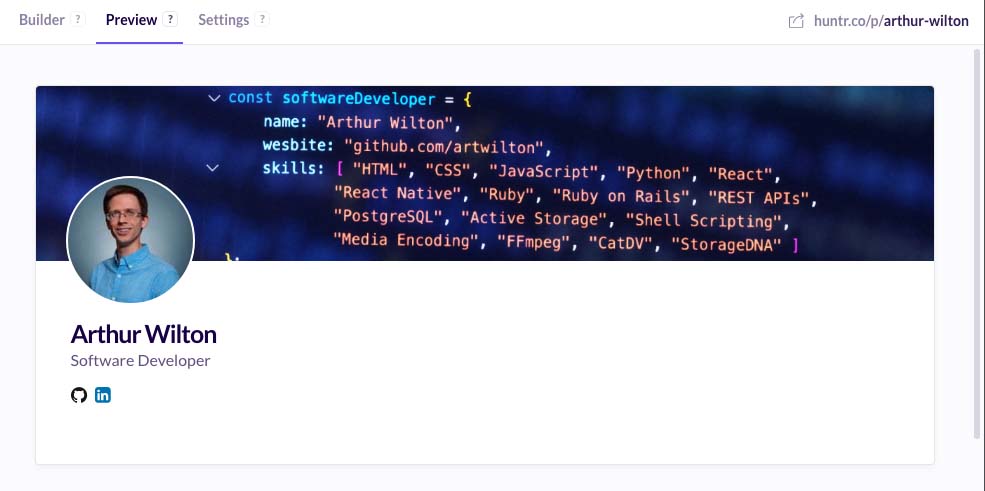 Builder ? Preview ? Settings ? huntr.co/p/arthur-wilton
const softwareDeveloper = {
name: "Arthur Wilton",
wesbite: "github.com/artwilton",
skills: [ "HTML", "CSS", "JavaScript", "Python", "React",
"React Native", "Ruby", "Ruby on Rails", "REST APIs",
"PostgreSQL", "Active Storage", "Shell Scripting",
"Media Encoding", "FFmpeg", "CatDV", "StorageDNA" ]
};
Arthur Wilton
Software Developer
in